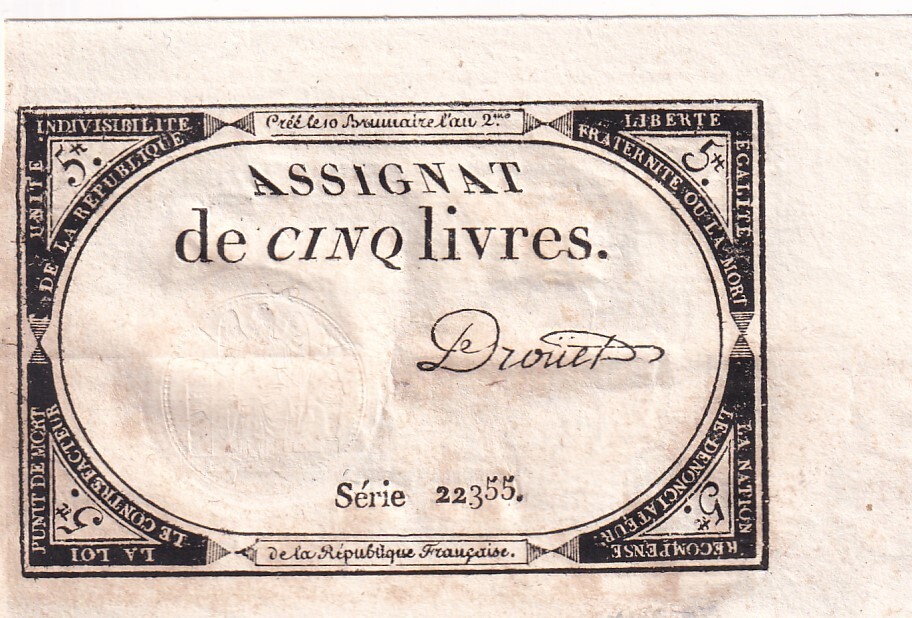 INDIVISIBILITE
UNITE
DE LA REPUBLIQUE
5 ₶.
Créé le 10 Brumaire l'an 2.me
LIBERTE
EGALITE
FRATERNITE OU LA MORT
5 ₶.
ASSIGNAT
de CINQ livres.
Drouët
Série 22355.
PUNIT DE MORT
LA LOI
LE CONTREFACTEUR
5 ₶.
de la République Française.
LA NATION
RECOMPENSE
LE DENONCIATEUR
5 ₶.